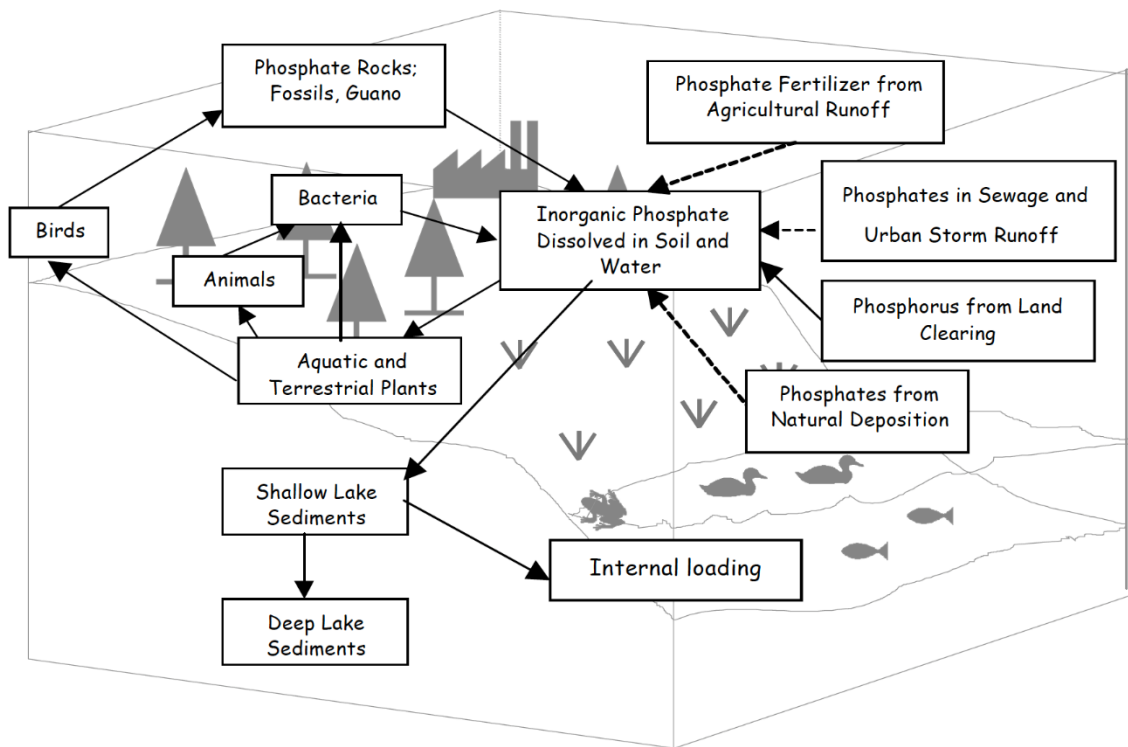 Phosphate Rocks;
Fossils, Guano
Phosphate Fertilizer from
Agricultural Runoff
Bacteria
Phosphates in Sewage and
Urban Storm Runoff
Birds
Inorganic Phosphate
Dissolved in Soil and
Water
Animals
Phosphorus from Land
Clearing
Aquatic and
Terrestrial Plants
Phosphates from
Natural Deposition
Shallow Lake
Sediments
Internal loading
Deep Lake
Sediments